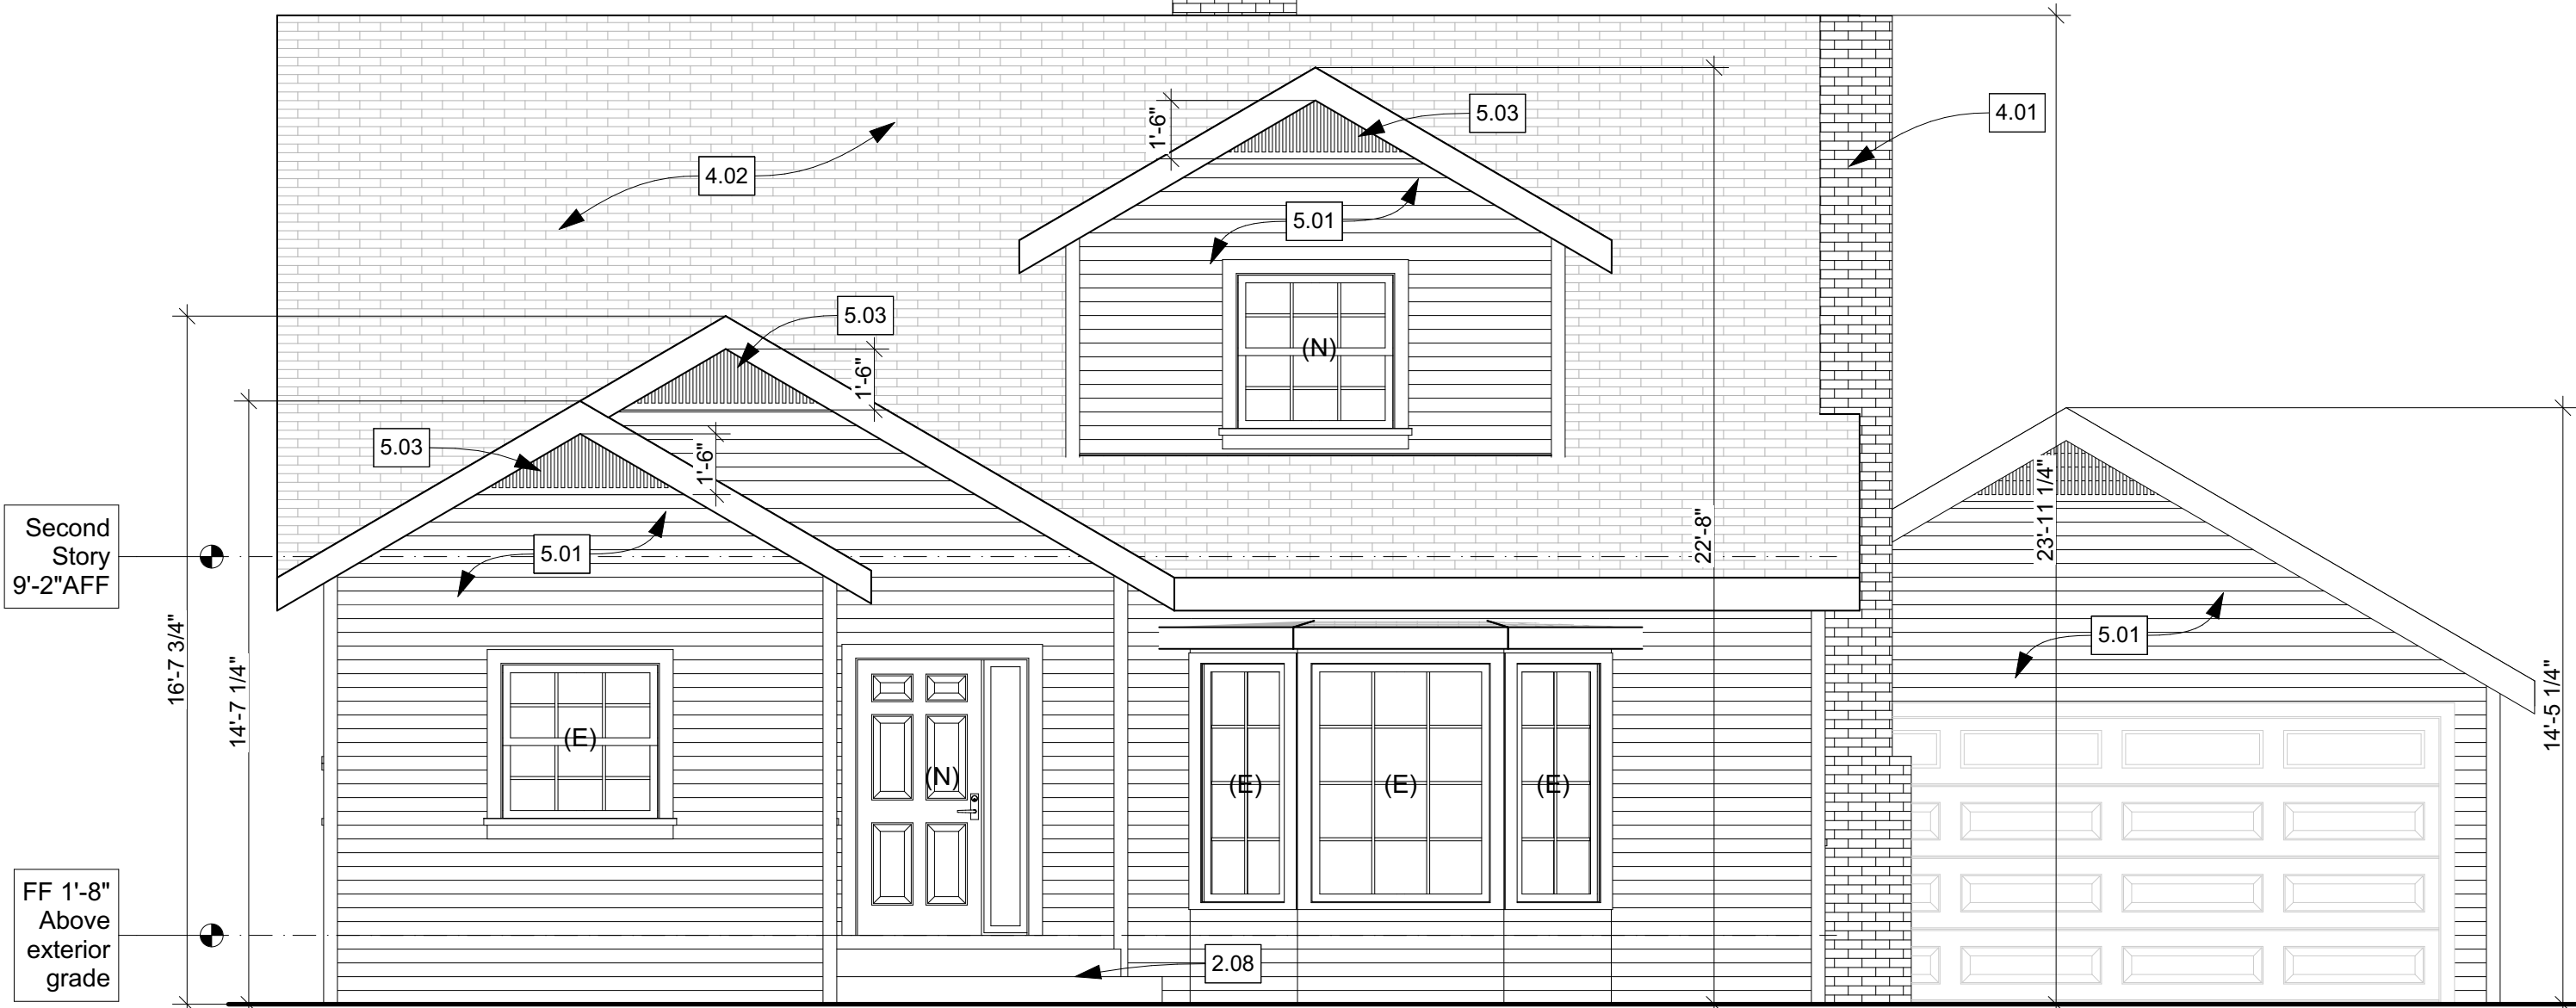 5.03
4.01
1'-6"
4.02
5.01
5.03
(N)
1'-6"
5.03
1'-6"
23'-11 1/4"
22'-8"
Second
Story
9'-2"AFF
5.01
5.01
16'-7 3/4"
14'-7 1/4"
14'-5 1/4"
(E)
(N)
(E)
(E)
(E)
FF 1'-8"
Above
exterior
grade
2.08